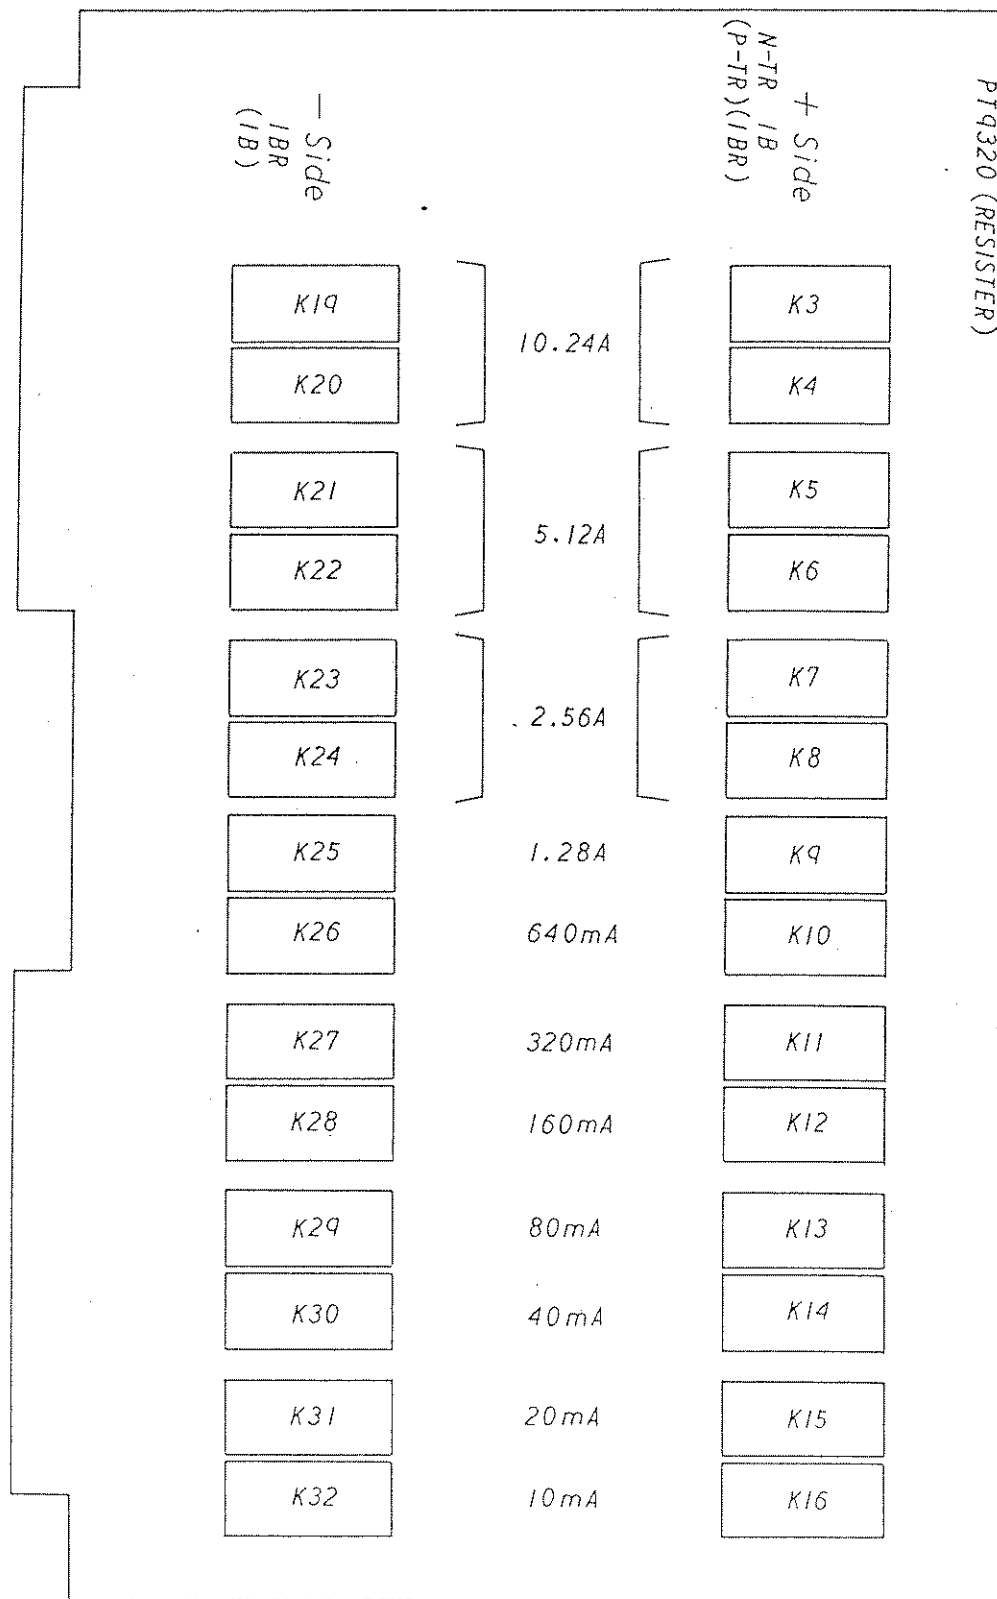 PT9320 (RESISTER)
+ Side
N-TR IB
(P-TR)(IBR)
- Side
IBR
(IB)
K19
K3
10.24A
K20
K4
K21
K5
5.12A
K22
K6
K23
K7
2.56A
K24
K8
K25 1.28A K9
K26 640mA K10
K27 320mA K11
K28 160mA K12
K29 80mA K13
K30 40mA K14
K31 20mA K15
K32 10mA K16